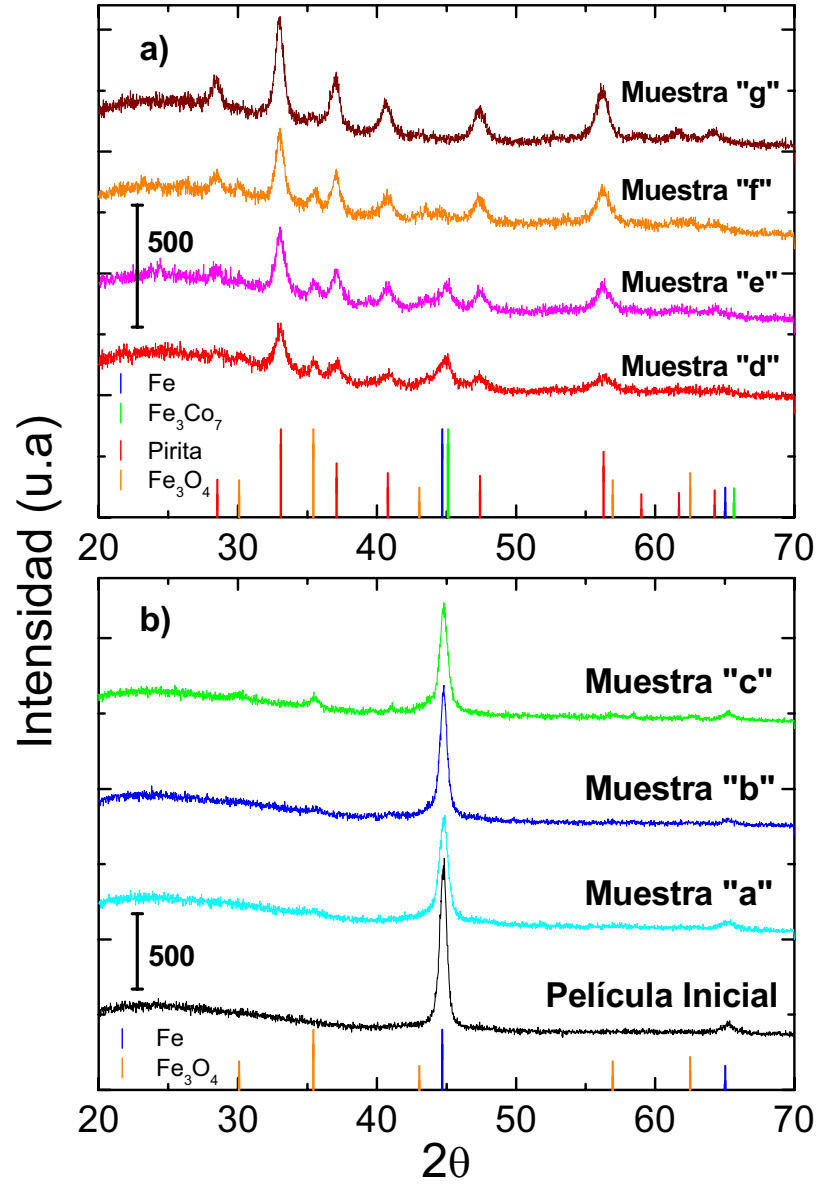 Intensidad (u.a)
a)
Muestra "g"
Muestra "f"
500
Muestra "e"
Muestra "d"
Fe
Fe₃Co₇
Pirita
Fe₃O₄
20 30 40 50 60 70
b)
Muestra "c"
Muestra "b"
Muestra "a"
500
Película Inicial
Fe
Fe₃O₄
20 30 40 50 60 70
2θ